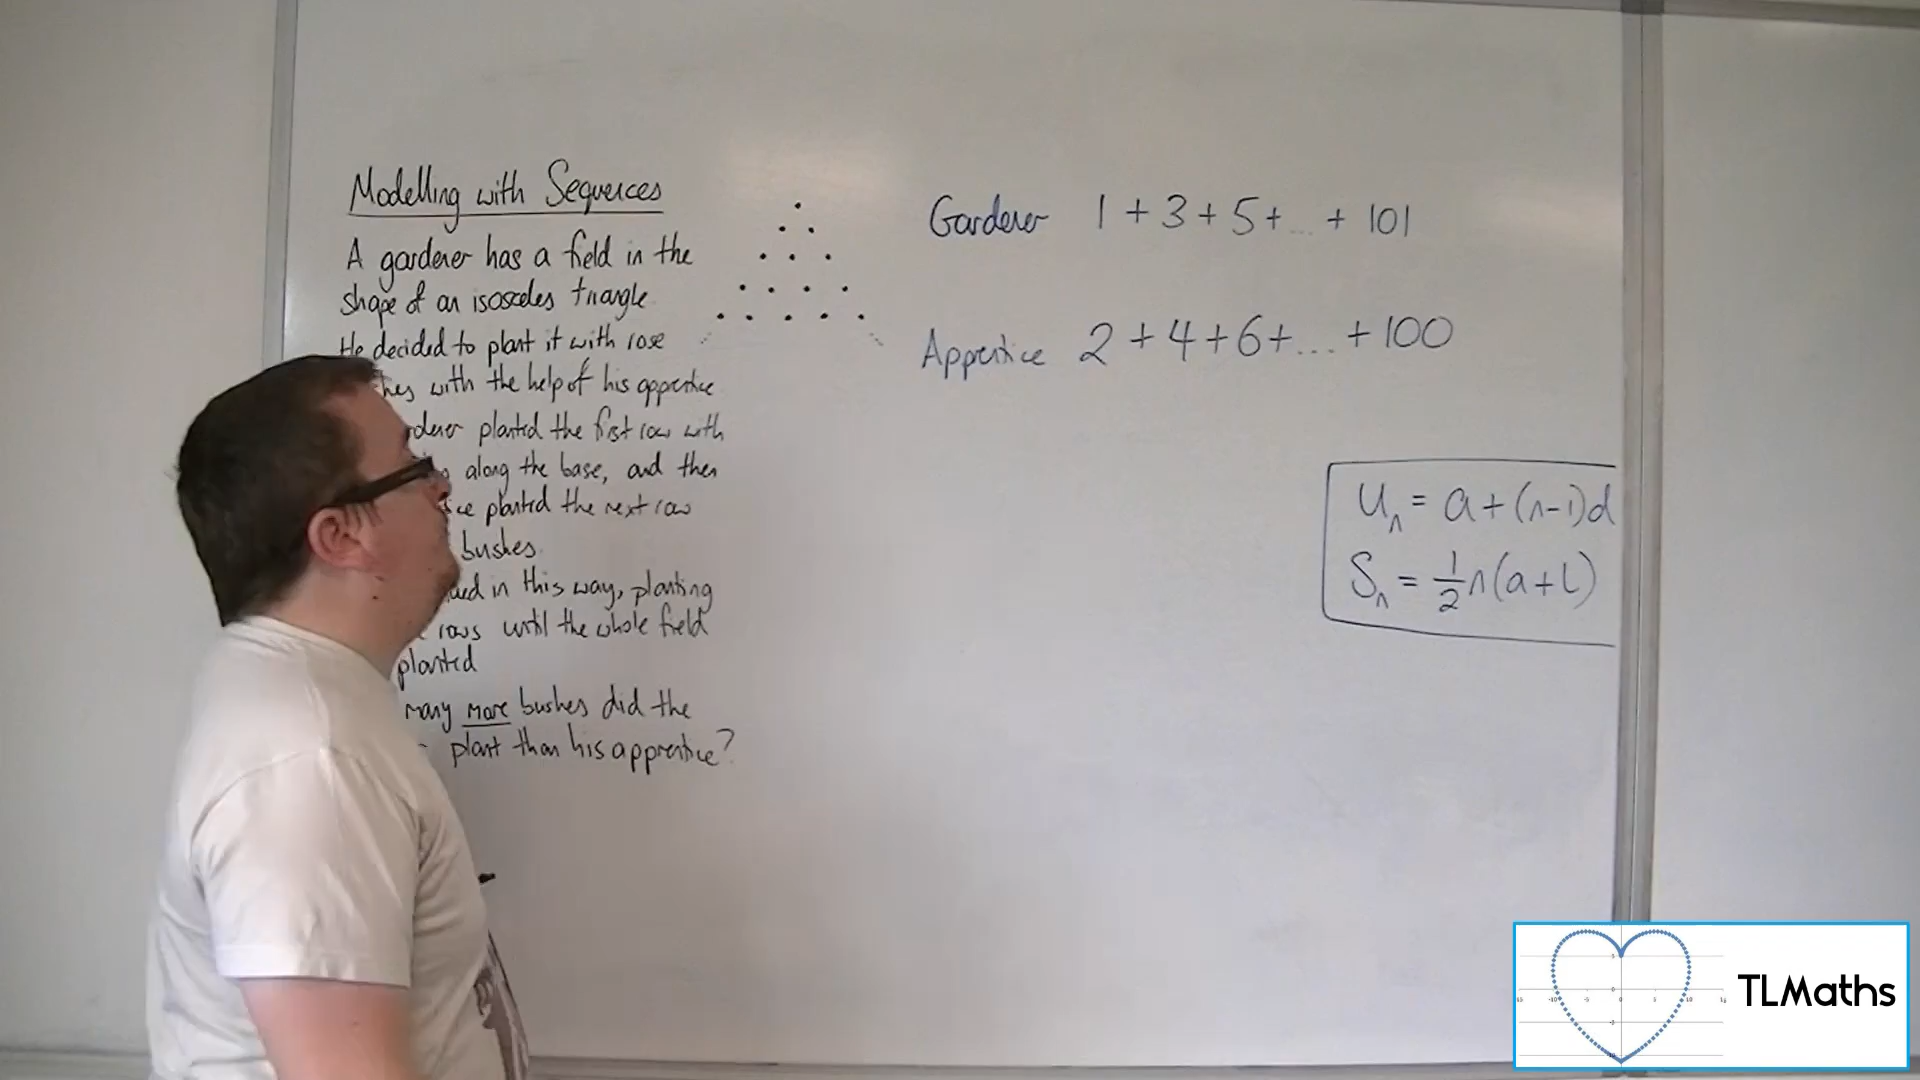 Modelling with Sequences
A gardener has a field in the
shape of an isosceles triangle
He decided to plant it with rose
with the help of his apprentice
planted the first row with
along the base, and then
planted the next row
bushes.
in this way, planting
rows until the whole field
planted
many more bushes did the
plant than his apprentice?
Gardener 1 + 3 + 5 + ... + 101
Apprentice 2 + 4 + 6 + ... + 100
Uₙ = a + (n-1)d
Sₙ = ½n(a + l)
TLMaths